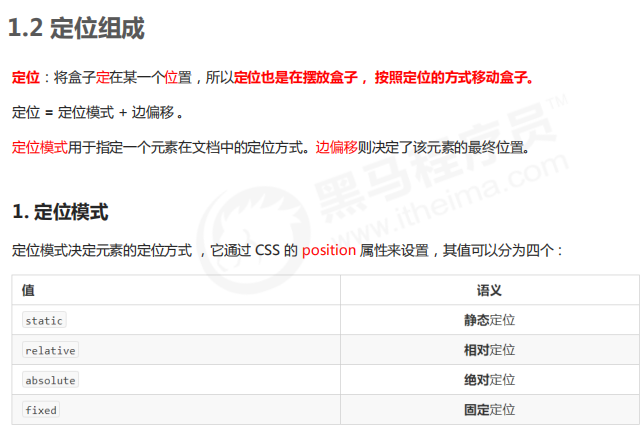 1.2 定位组成
定位：将盒子定在某一个位置，所以定位也是在摆放盒子， 按照定位的方式移动盒子。
定位 = 定位模式 + 边偏移 。
定位模式用于指定一个元素在文档中的定位方式。边偏移则决定了该元素的最终位置。
黑马程序员™
www.itheima.com
1. 定位模式
定位模式决定元素的定位方式 ，它通过 CSS 的 position 属性来设置，其值可以分为四个：
值 语义
static 静态定位
relative 相对定位
absolute 绝对定位
fixed 固定定位